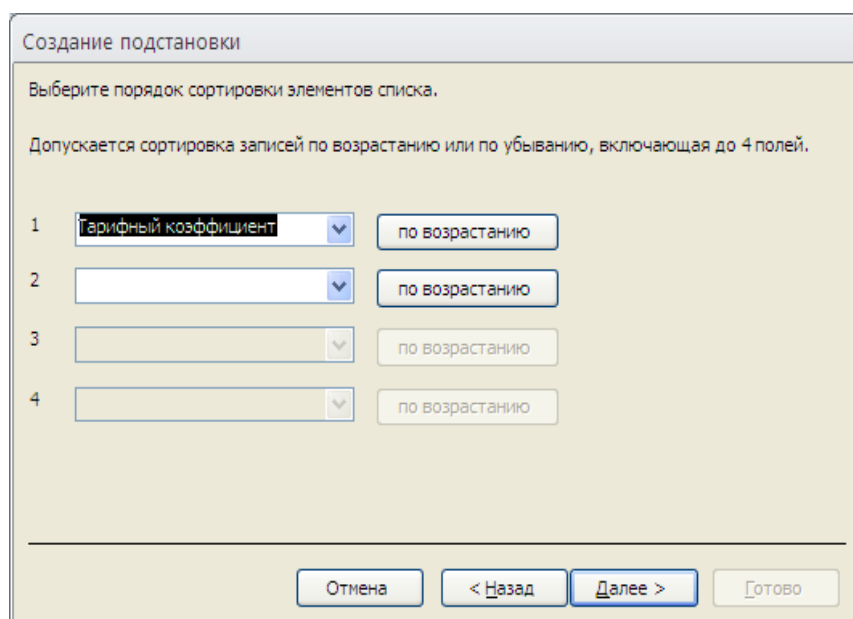 Создание подстановки
Выберите порядок сортировки элементов списка.
Допускается сортировка записей по возрастанию или по убыванию, включающая до 4 полей.
1 Тарифный коэффициент по возрастанию
2 по возрастанию
3 по возрастанию
4 по возрастанию
Отмена < Назад Далее > Готово